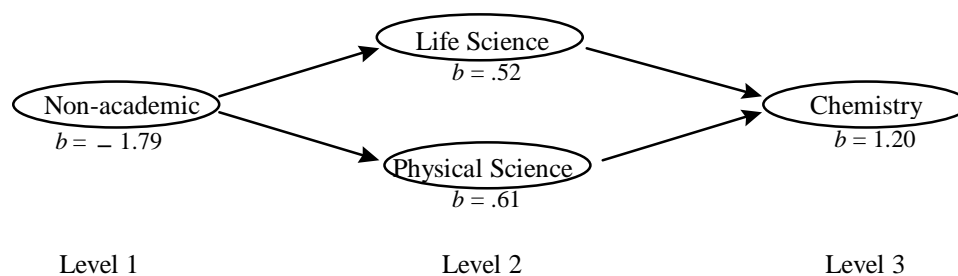 Life Science
b = .52
Non-academic
b = – 1.79
Chemistry
b = 1.20
Physical Science
b = .61
Level 1 Level 2 Level 3